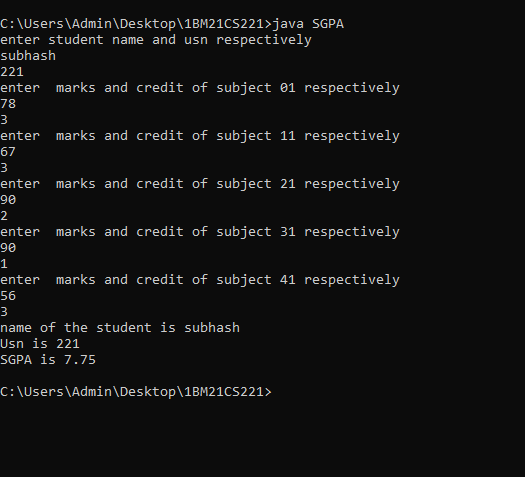 C:\Users\Admin\Desktop\1BM21CS221>java SGPA
enter student name and usn respectively
subhash
221
enter  marks and credit of subject 01 respectively
78
3
enter  marks and credit of subject 11 respectively
67
3
enter  marks and credit of subject 21 respectively
90
2
enter  marks and credit of subject 31 respectively
90
1
enter  marks and credit of subject 41 respectively
56
3
name of the student is subhash
Usn is 221
SGPA is 7.75
C:\Users\Admin\Desktop\1BM21CS221>